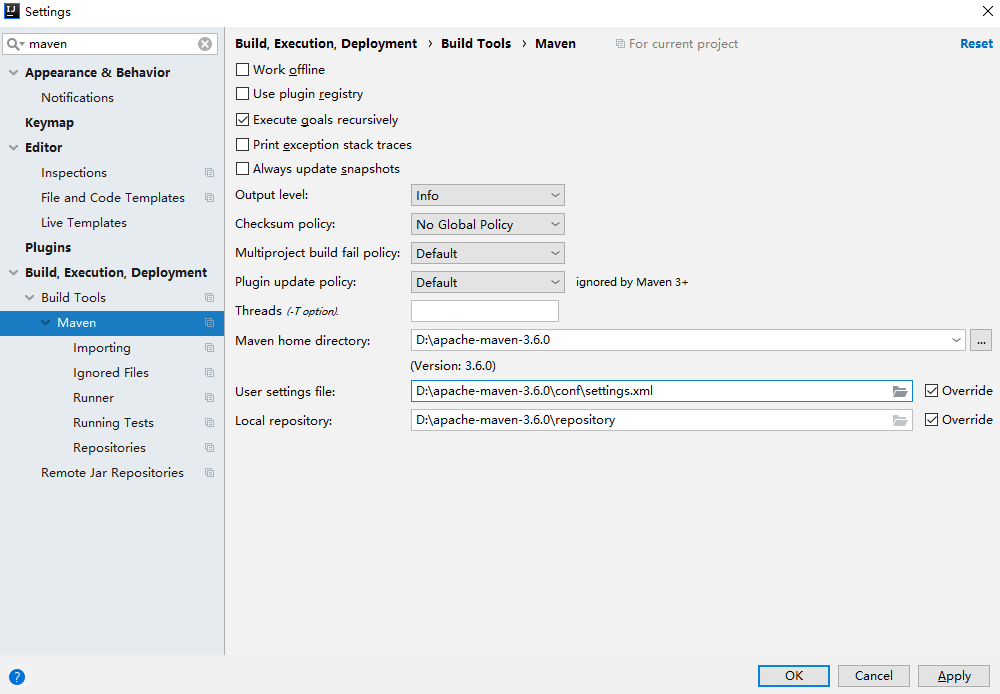 Settings
maven
Appearance & Behavior
Notifications
Keymap
Editor
Inspections
File and Code Templates
Live Templates
Plugins
Build, Execution, Deployment
Build Tools
Maven
Importing
Ignored Files
Runner
Running Tests
Repositories
Remote Jar Repositories
Build, Execution, Deployment › Build Tools › Maven For current project Reset
Work offline
Use plugin registry
Execute goals recursively
Print exception stack traces
Always update snapshots
Output level: Info
Checksum policy: No Global Policy
Multiproject build fail policy: Default
Plugin update policy: Default ignored by Maven 3+
Threads (-T option).
Maven home directory: D:\apache-maven-3.6.0 ...
(Version: 3.6.0)
User settings file: D:\apache-maven-3.6.0\conf\settings.xml Override
Local repository: D:\apache-maven-3.6.0\repository Override
? OK Cancel Apply